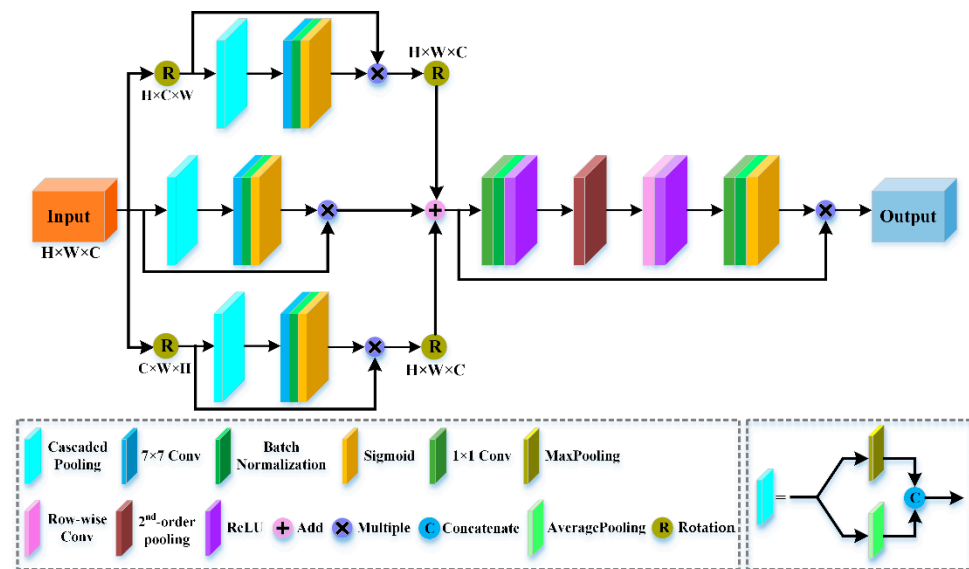 H×W×C
R
R
H×C×W
Input
Output
H×W×C
R
R
C×W×H
H×W×C
Cascaded
Pooling
7×7 Conv
Batch
Normalization
Sigmoid
1×1 Conv
MaxPooling
Row-wise
Conv
2nd-order
pooling
ReLU
Add
Multiple
C Concatenate
AveragePooling
R Rotation
=
C